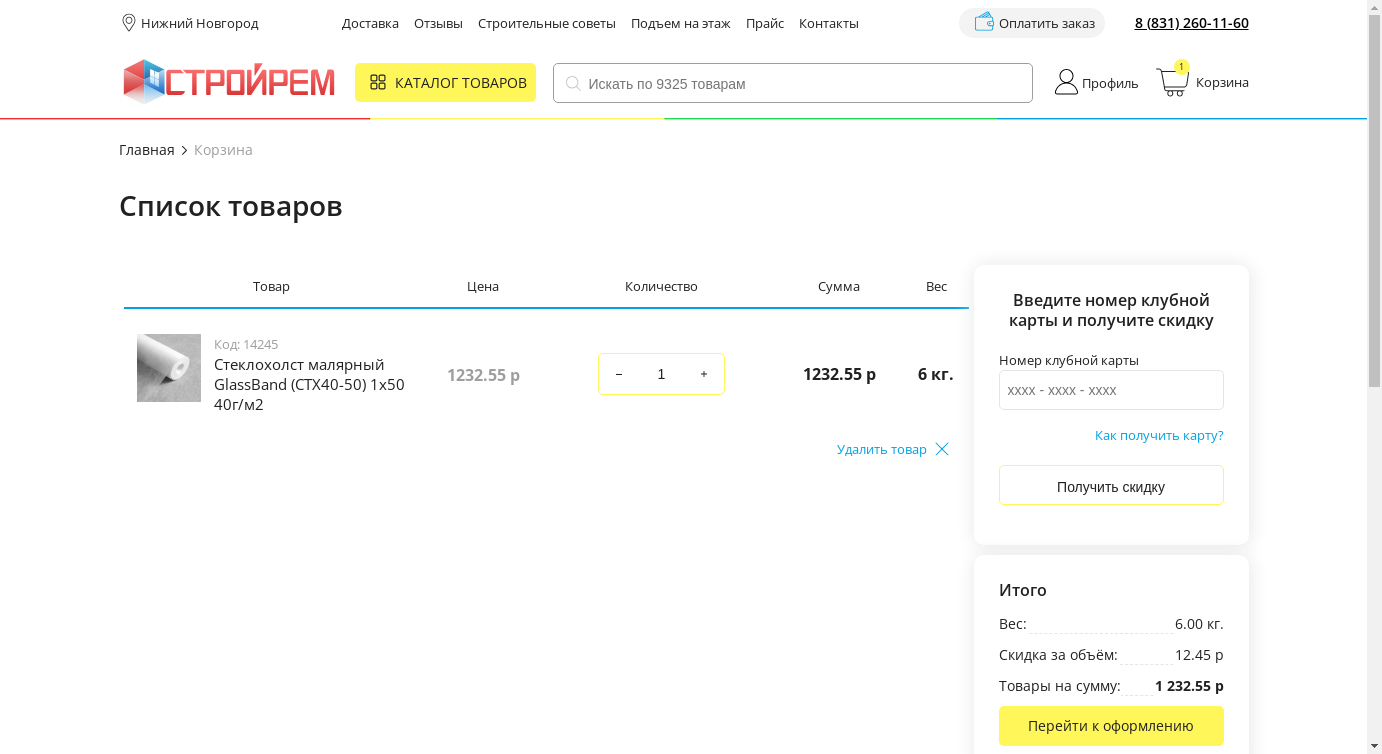 Нижний Новгород
Доставка Отзывы Строительные советы Подъем на этаж Прайс Контакты
Оплатить заказ
8 (831) 260-11-60
СТРОЙРЕМ
КАТАЛОГ ТОВАРОВ
Искать по 9325 товарам
Профиль
1
Корзина
Главная > Корзина
Список товаров
Товар Цена Количество Сумма Вес
Код: 14245
Стеклохолст малярный
GlassBand (СТХ40-50) 1x50
40г/м2
1232.55 р
− 1 +
1232.55 р
6 кг.
Удалить товар
Введите номер клубной
карты и получите скидку
Номер клубной карты
xxxx - xxxx - xxxx
Как получить карту?
Получить скидку
Итого
Вес: 6.00 кг.
Скидка за объём: 12.45 р
Товары на сумму: 1 232.55 р
Перейти к оформлению